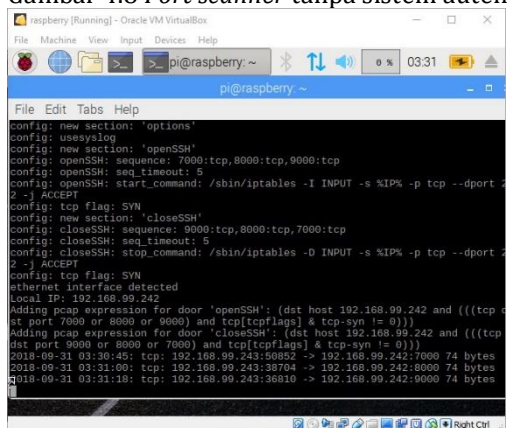 Gambar 4.8 Port scanner tanpa sistem auten
raspberry [Running] - Oracle VM VirtualBox
File Machine View Input Devices Help
pi@raspberry: ~ 0 % 03:31
pi@raspberry: ~
File Edit Tabs Help
config: new section: 'options'
config: usesyslog
config: new section: 'openSSH'
config: openSSH: sequence: 7000:tcp,8000:tcp,9000:tcp
config: openSSH: seq_timeout: 5
config: openSSH: start_command: /sbin/iptables -I INPUT -s %IP% -p tcp --dport 2
2 -j ACCEPT
config: tcp flag: SYN
config: new section: 'closeSSH'
config: closeSSH: sequence: 9000:tcp,8000:tcp,7000:tcp
config: closeSSH: seq_timeout: 5
config: closeSSH: stop_command: /sbin/iptables -D INPUT -s %IP% -p tcp --dport 2
2 -j ACCEPT
config: tcp flag: SYN
ethernet interface detected
Local IP: 192.168.99.242
Adding pcap expression for door 'openSSH': (dst host 192.168.99.242 and (((tcp d
st port 7000 or 8000 or 9000) and tcp[tcpflags] & tcp-syn != 0)))
Adding pcap expression for door 'closeSSH': (dst host 192.168.99.242 and (((tcp
dst port 9000 or 8000 or 7000) and tcp[tcpflags] & tcp-syn != 0)))
2018-09-31 03:30:45: tcp: 192.168.99.243:50852 -> 192.168.99.242:7000 74 bytes
2018-09-31 03:31:00: tcp: 192.168.99.243:38704 -> 192.168.99.242:8000 74 bytes
2018-09-31 03:31:18: tcp: 192.168.99.243:36810 -> 192.168.99.242:9000 74 bytes
Right Ctrl